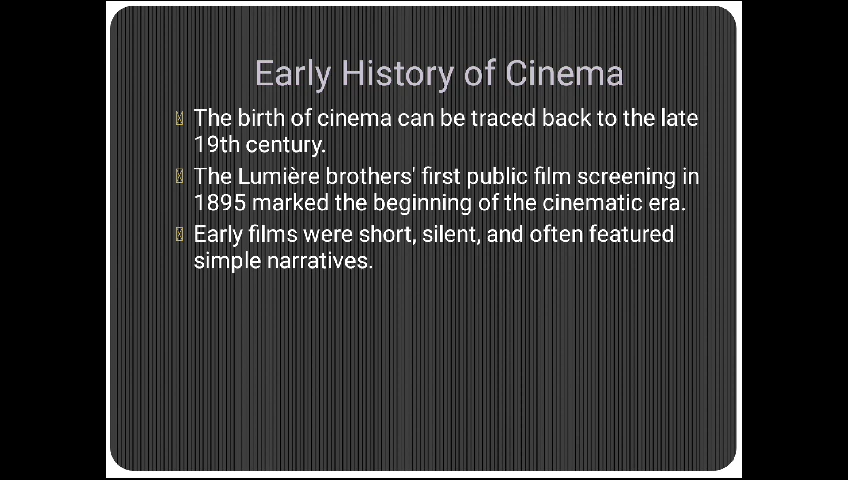 Early History of Cinema
The birth of cinema can be traced back to the late
19th century.
The Lumière brothers' first public film screening in
1895 marked the beginning of the cinematic era.
Early films were short, silent, and often featured
simple narratives.